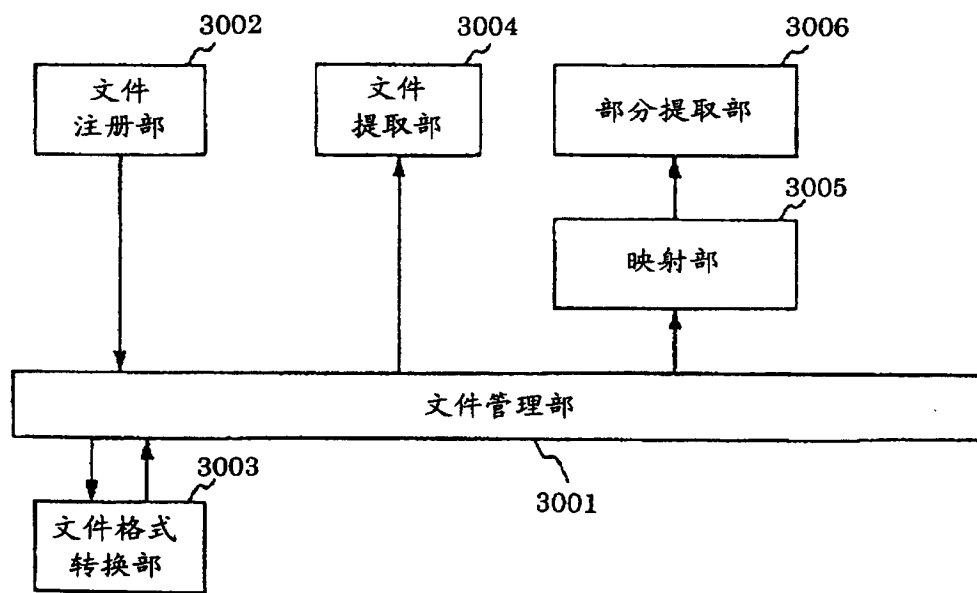 3002
文件
注册部
3004
文件
提取部
3006
部分提取部
3005
映射部
文件管理部
3001
3003
文件格式
转换部